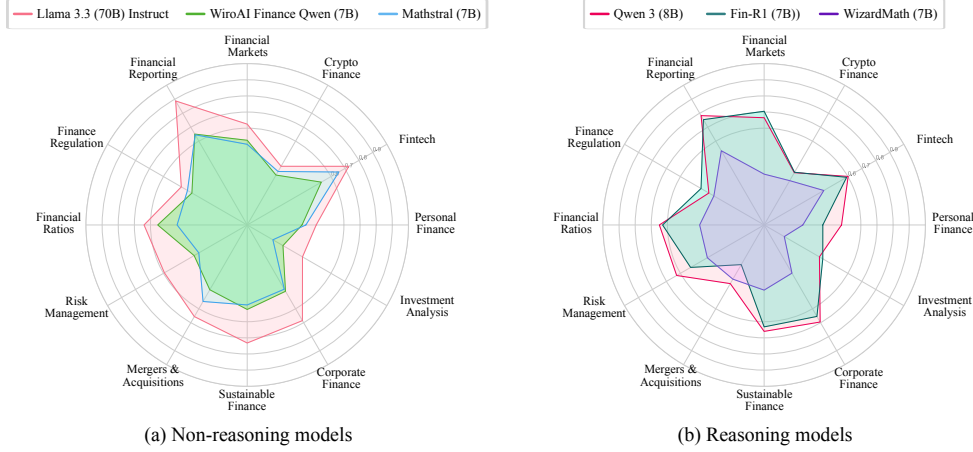 Llama 3.3 (70B) Instruct
WiroAI Finance Qwen (7B)
Mathstral (7B)
Financial
Markets
Crypto
Finance
Fintech
Personal
Finance
Investment
Analysis
Corporate
Finance
Sustainable
Finance
Mergers &
Acquisitions
Risk
Management
Financial
Ratios
Finance
Regulation
Financial
Reporting
(a) Non-reasoning models
Qwen 3 (8B)
Fin-R1 (7B))
WizardMath (7B)
Financial
Markets
Crypto
Finance
Fintech
Personal
Finance
Investment
Analysis
Corporate
Finance
Sustainable
Finance
Mergers &
Acquisitions
Risk
Management
Financial
Ratios
Finance
Regulation
Financial
Reporting
(b) Reasoning models